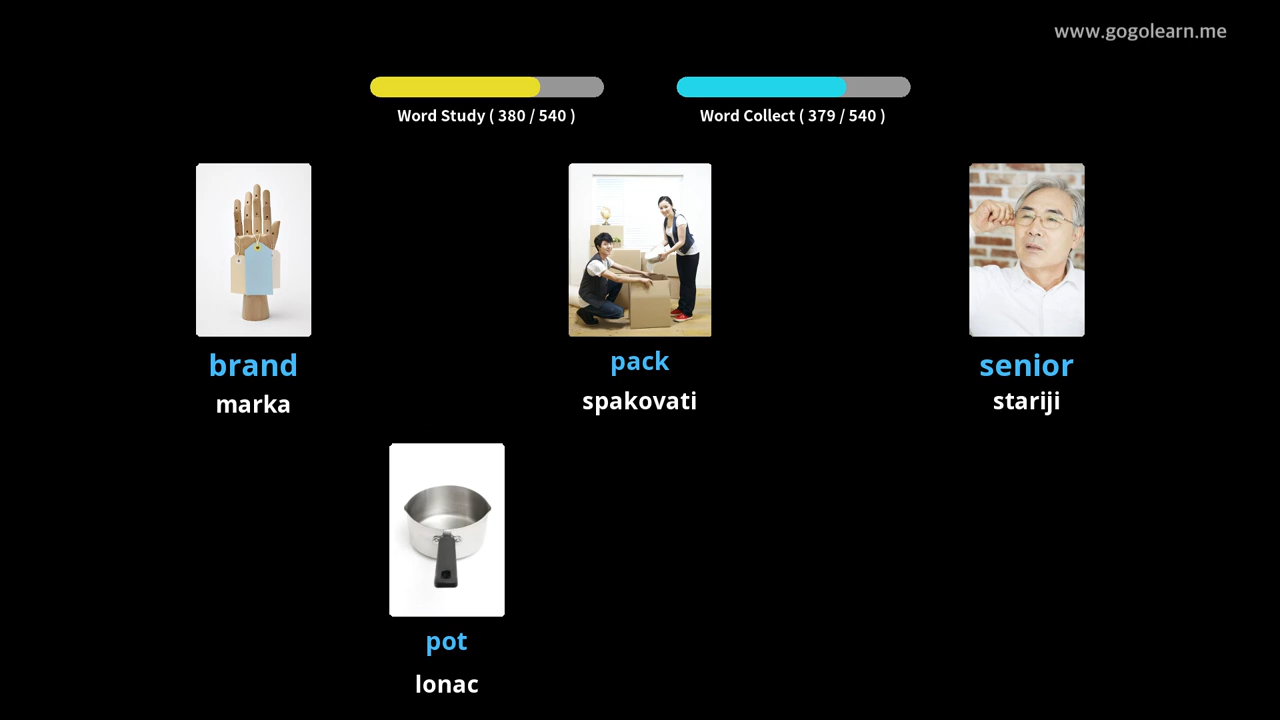 www.gogolearn.me
Word Study ( 380 / 540 )
Word Collect ( 379 / 540 )
brand
marka
pack
spakovati
senior
stariji
pot
lonac